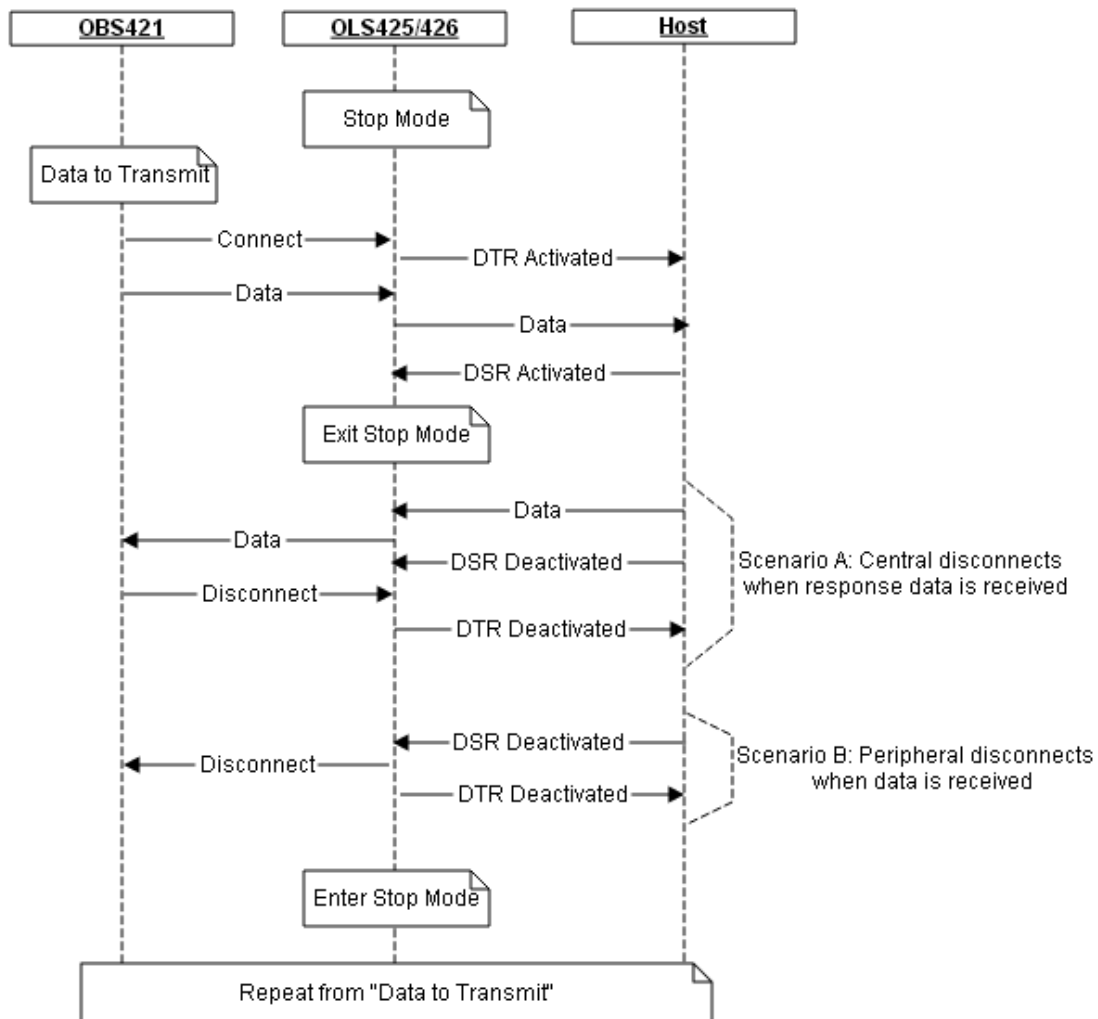 OBS421
OLS425/426
Host
Stop Mode
Data to Transmit
Connect
DTR Activated
Data
Data
DSR Activated
Exit Stop Mode
Data
Data
DSR Deactivated
Disconnect
DTR Deactivated
Scenario A: Central disconnects
when response data is received
DSR Deactivated
Disconnect
DTR Deactivated
Scenario B: Peripheral disconnects
when data is received
Enter Stop Mode
Repeat from "Data to Transmit"